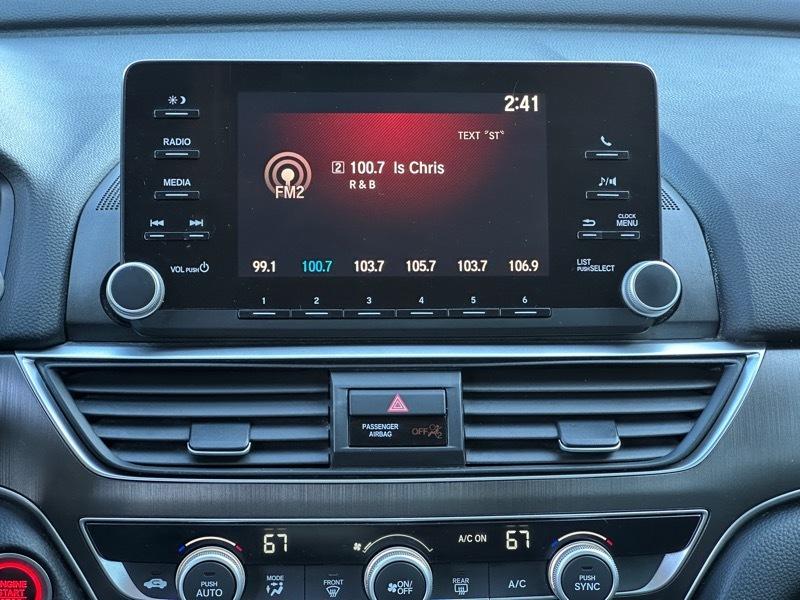 2:41
TEXT "ST"
RADIO
2 100.7 Is Chris
FM2
R & B
MEDIA
CLOCK
MENU
VOL PUSH
99.1 100.7 103.7 105.7 103.7 106.9
LIST
PUSH SELECT
1 2 3 4 5 6
PASSENGER
AIRBAG
OFF
67
A/C ON
67
PUSH
AUTO
MODE
FRONT
ON/
OFF
REAR
A/C
PUSH
SYNC
ENGINE
START